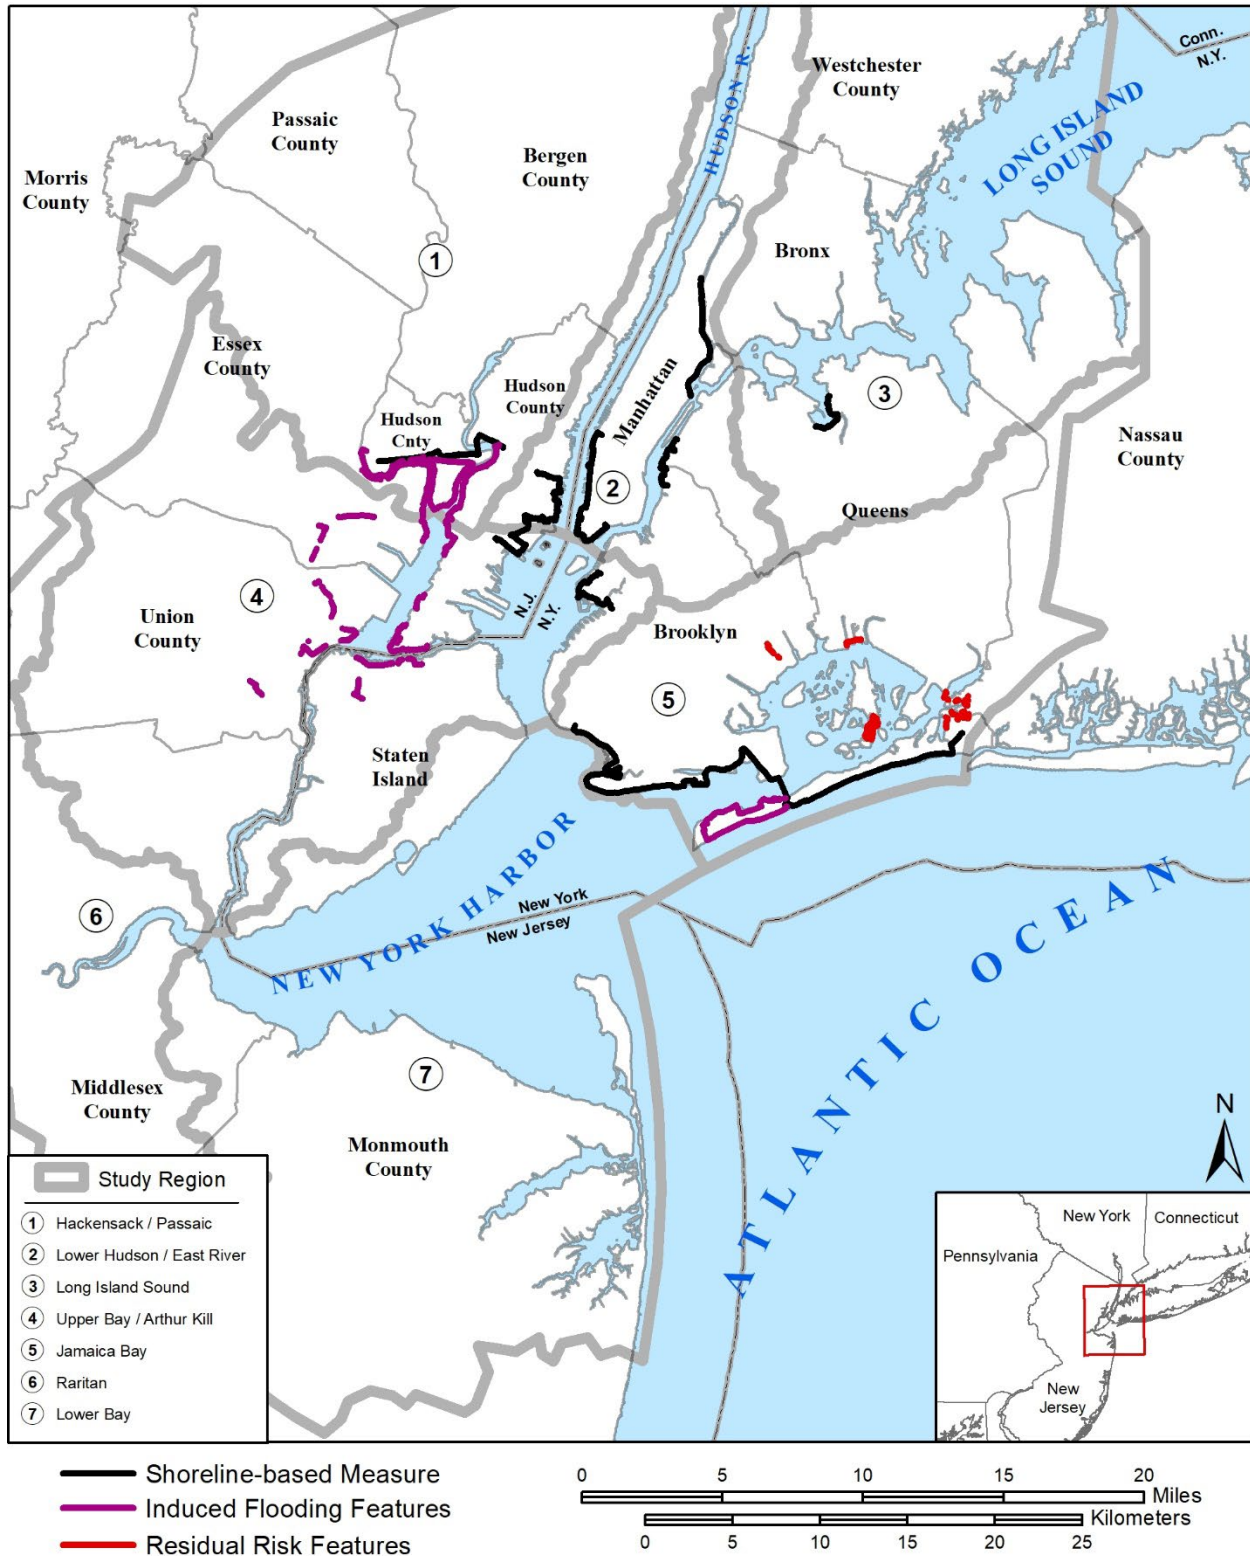 Conn.
N.Y.
Westchester
County
HUDSON R.
LONG ISLAND
SOUND
Passaic
County
Bergen
County
Morris
County
Bronx
1
Essex
County
Hudson
County
Manhattan
3
Hudson
Cnty
Nassau
County
2
Queens
4
N.J.
N.Y.
Union
County
Brooklyn
5
Staten
Island
NEW YORK HARBOR
ATLANTIC OCEAN
6
New York
New Jersey
7
Middlesex
County
Monmouth
County
N
Study Region
1 Hackensack / Passaic
2 Lower Hudson / East River
3 Long Island Sound
4 Upper Bay / Arthur Kill
5 Jamaica Bay
6 Raritan
7 Lower Bay
New York
Connecticut
Pennsylvania
New
Jersey
Shoreline-based Measure
Induced Flooding Features
Residual Risk Features
0 5 10 15 20
Miles
Kilometers
0 5 10 15 20 25